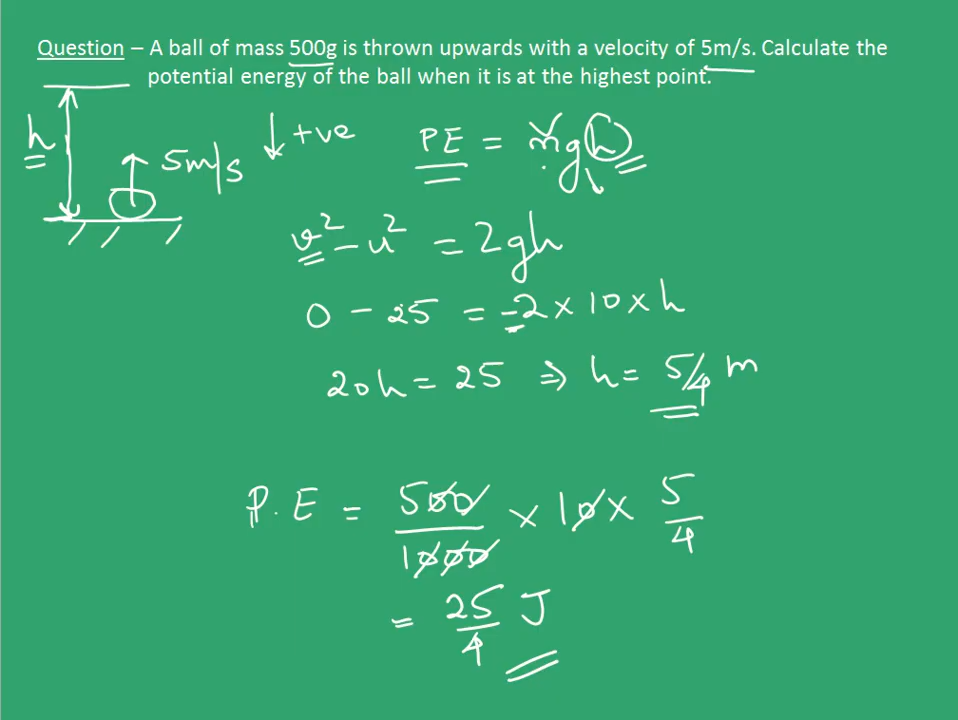 Question – A ball of mass 500g is thrown upwards with a velocity of 5m/s. Calculate the
potential energy of the ball when it is at the highest point.
h
5m/s
↓ +ve
PE = mgh
v² – u² = 2gh
0 – 25 = -2 × 10 × h
20h = 25 ⇒ h = 5/4 m
P.E = 500/1000 × 10 × 5/4
= 25/4 J